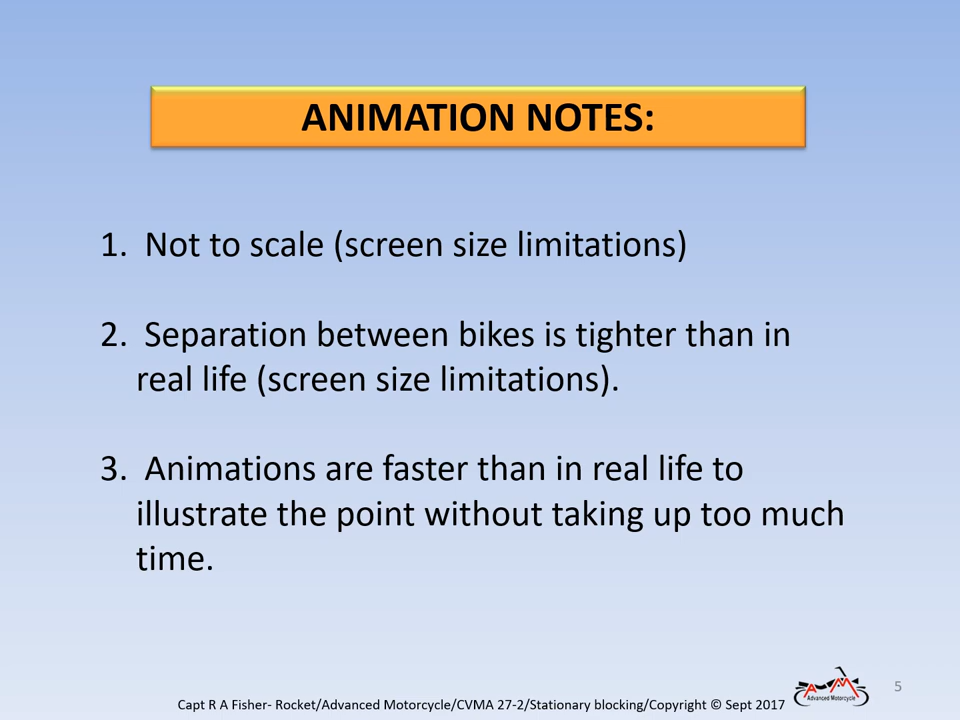 ANIMATION NOTES:
1. Not to scale (screen size limitations)
2. Separation between bikes is tighter than in
real life (screen size limitations).
3. Animations are faster than in real life to
illustrate the point without taking up too much
time.
Advanced Motorcycle
5
Capt R A Fisher- Rocket/Advanced Motorcycle/CVMA 27-2/Stationary blocking/Copyright © Sept 2017